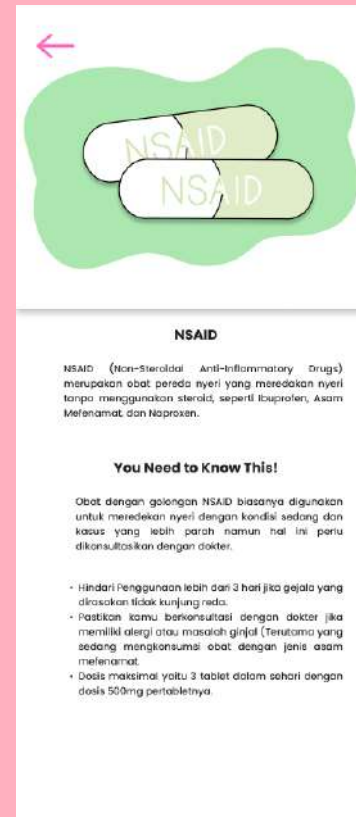 NSAID
NSAID
NSAID
NSAID (Non-Steroidal Anti-Inflammatory Drugs)
merupakan obat pereda nyeri yang meredakan nyeri
tanpa menggunakan steroid, seperti Ibuprofen, Asam
Mefenamat, dan Naproxen.
You Need to Know This!
Obat dengan golongan NSAID biasanya digunakan
untuk meredekan nyeri dengan kondisi sedang dan
kasus yang lebih parah namun hal ini perlu
dikonsultasikan dengan dokter.
• Hindari Penggunaan lebih dari 3 hari jika gejala yang
dirasakan tidak kunjung reda.
• Pastikan kamu berkonsultasi dengan dokter jika
memiliki alergi atau masalah ginjal (Terutama yang
sedang mengkonsumsi obat dengan jenis asam
mefenamat.
• Dosis maksimal yaitu 3 tablet dalam sehari dengan
dosis 500mg pertabletnya.